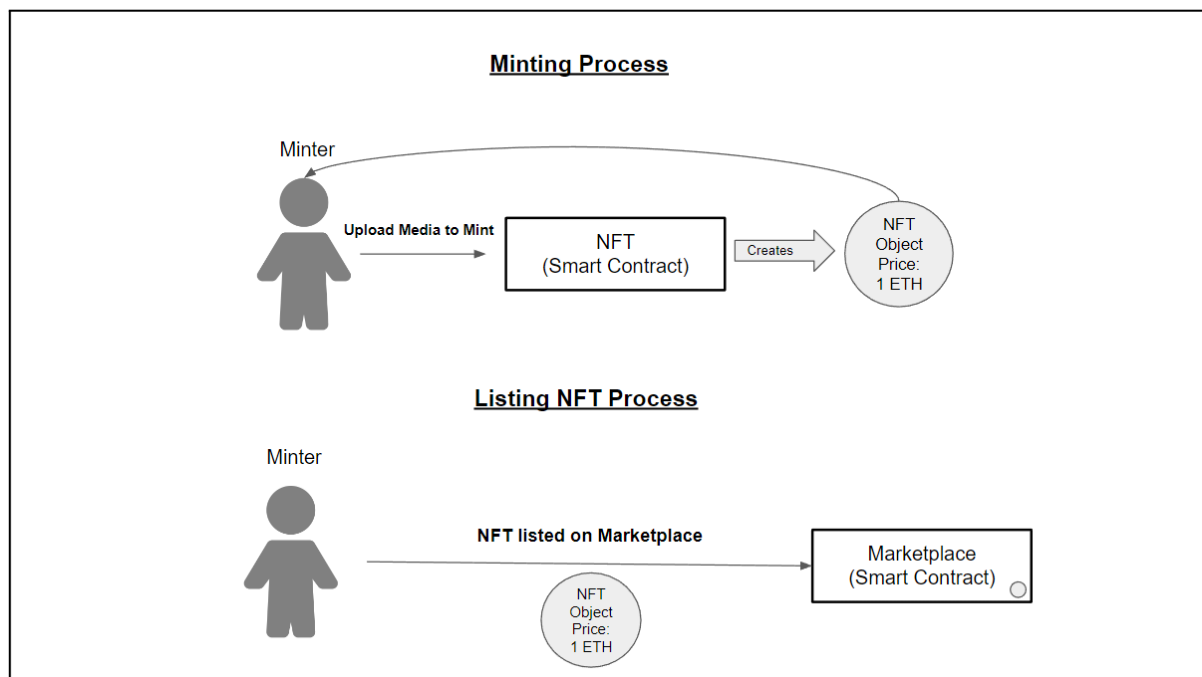 Minting Process
Minter
Upload Media to Mint
NFT
(Smart Contract)
Creates
NFT
Object
Price:
1 ETH
Listing NFT Process
Minter
NFT listed on Marketplace
NFT
Object
Price:
1 ETH
Marketplace
(Smart Contract)